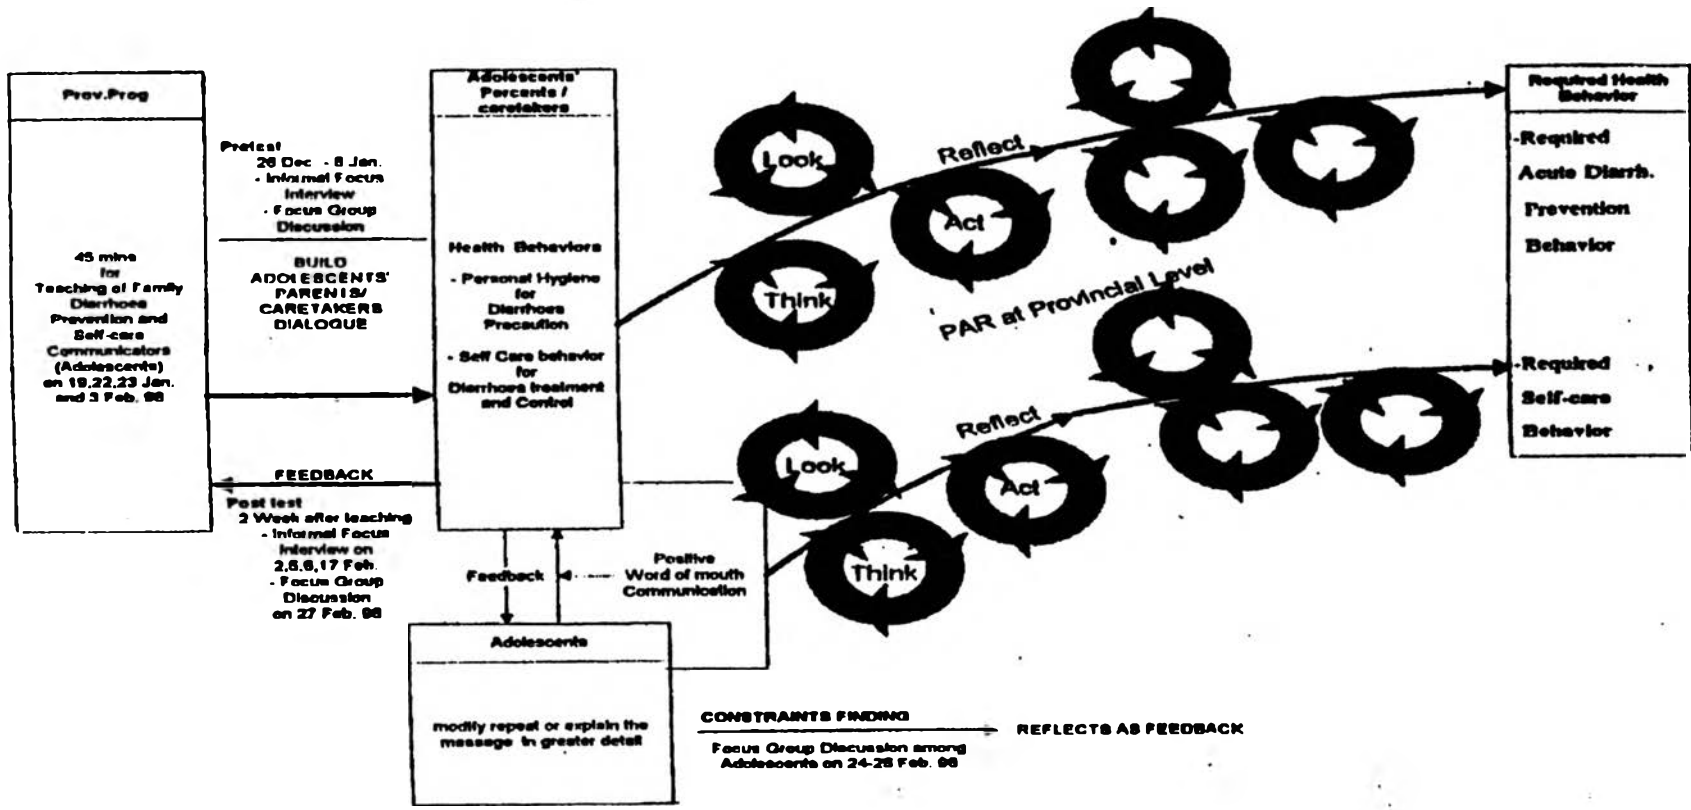 Prov.Prog
45 mins
for
Teaching of Family
Diarrhoea
Prevention and
Self-care
Communicators
(Adolescents)
on 19,22,23 Jan.
and 3 Feb. 98
Pretest
26 Dec - 8 Jan.
- Informal Focus
Interview
- Focus Group
Discussion
BUILD
ADOLESCENTS'
PARENTS/
CARETAKERS
DIALOGUE
FEEDBACK
Post test
2 Week after teaching
- Informal Focus
Interview on
2,5,6,17 Feb.
- Focus Group
Discussion
on 27 Feb. 98
Adolescents'
Percents /
caretakers
Health Behaviors
- Personal Hygiene
for
Diarrhoea
Precaution
- Self Care behavior
for
Diarrhoea treatment
and Control
Feedback
Positive
Word of mouth
Communication
Adolescents
modify repeat or explain the
message in greater detail
CONSTRAINTS FINDING
Focus Group Discussion among
Adolescents on 24-26 Feb. 98
REFLECTS AS FEEDBACK
Look
Think
Act
Reflect
PAR at Provincial Level
Look
Think
Act
Reflect
Required Health
Behavior
-Required
Acute Diarrh.
Prevention
Behavior
-Required
Self-care
Behavior